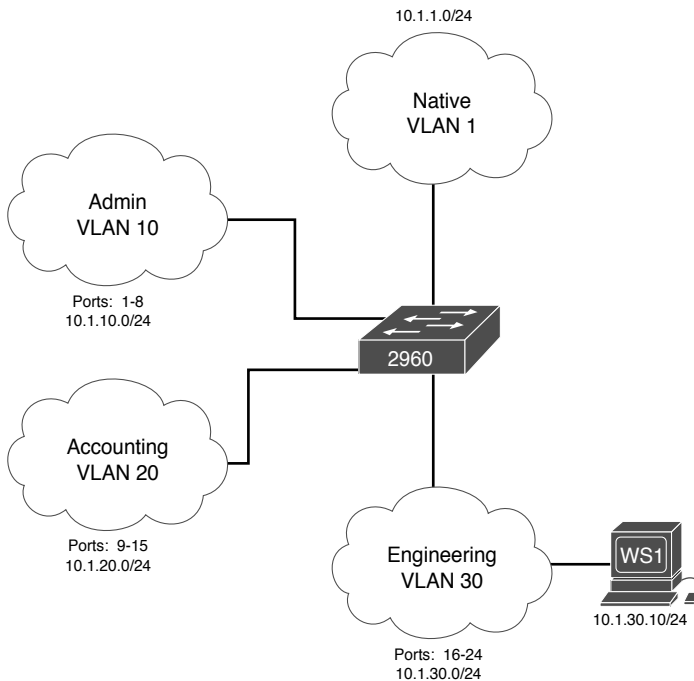 10.1.1.0/24
Native
VLAN 1
Admin
VLAN 10
Ports: 1-8
10.1.10.0/24
2960
Accounting
VLAN 20
Ports: 9-15
10.1.20.0/24
Engineering
VLAN 30
WS1
10.1.30.10/24
Ports: 16-24
10.1.30.0/24